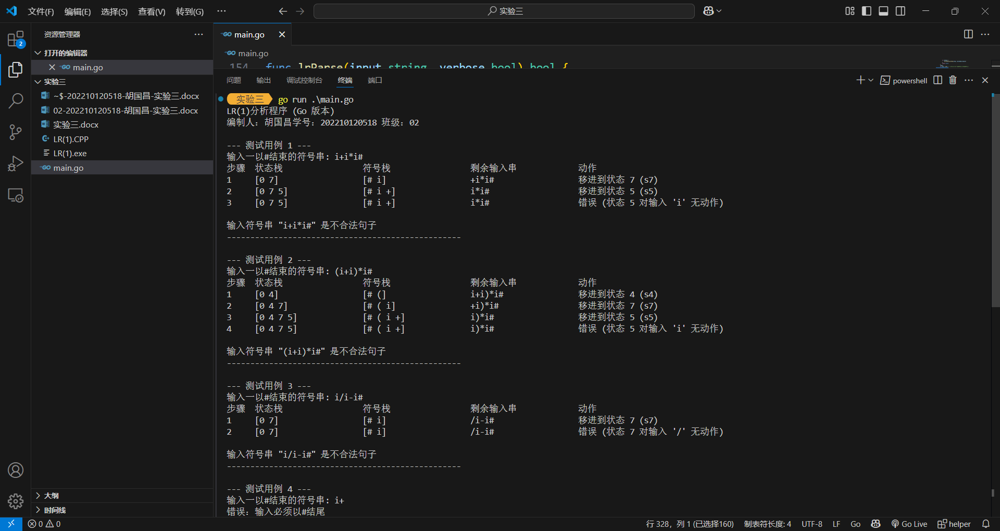 文件(F) 编辑(E) 选择(S) 查看(V) 转到(G) ··· 实验三
资源管理器
打开的编辑器
main.go
实验三
~$-202210120518-胡国昌-实验三.docx
02-202210120518-胡国昌-实验三.docx
实验三.docx
LR(1).CPP
LR(1).exe
main.go
大纲
时间线
2
main.go
main.go
154 func lrParse(input string, verbose bool) bool {
问题 输出 调试控制台 终端 端口 powershell
实验三 go run .\main.go
LR(1)分析程序 (Go 版本)
编制人: 胡国昌学号: 202210120518 班级: 02
--- 测试用例 1 ---
输入一以#结束的符号串: i+i*i#
步骤 状态栈 符号栈 剩余输入串 动作
1 [0 7] [# i] +i*i# 移进到状态 7 (s7)
2 [0 7 5] [# i +] i*i# 移进到状态 5 (s5)
3 [0 7 5] [# i +] i*i# 错误 (状态 5 对输入 'i' 无动作)
输入符号串 "i+i*i#" 是不合法句子
--------------------------------------------------
--- 测试用例 2 ---
输入一以#结束的符号串: (i+i)*i#
步骤 状态栈 符号栈 剩余输入串 动作
1 [0 4] [# (] i+i)*i# 移进到状态 4 (s4)
2 [0 4 7] [# ( i] +i)*i# 移进到状态 7 (s7)
3 [0 4 7 5] [# ( i +] i)*i# 移进到状态 5 (s5)
4 [0 4 7 5] [# ( i +] i)*i# 错误 (状态 5 对输入 'i' 无动作)
输入符号串 "(i+i)*i#" 是不合法句子
--------------------------------------------------
--- 测试用例 3 ---
输入一以#结束的符号串: i/i-i#
步骤 状态栈 符号栈 剩余输入串 动作
1 [0 7] [# i] /i-i# 移进到状态 7 (s7)
2 [0 7] [# i] /i-i# 错误 (状态 7 对输入 '/' 无动作)
输入符号串 "i/i-i#" 是不合法句子
--------------------------------------------------
--- 测试用例 4 ---
输入一以#结束的符号串: i+
错误: 输入必须以#结尾
0 0 行 328, 列 1 (已选择160) 制表符长度: 4 UTF-8 LF Go Go Live helper